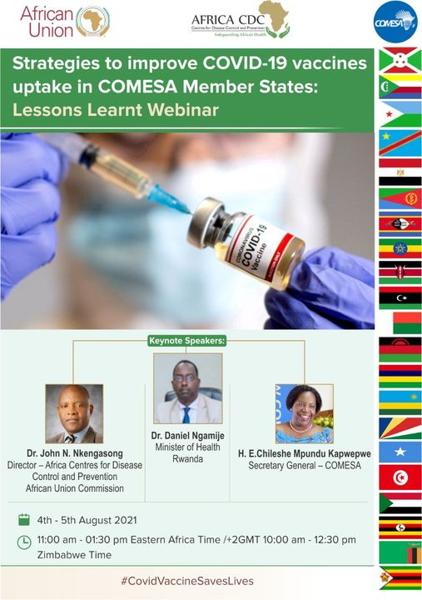 African
Union
AFRICA CDC
Centres for Disease Control and Prevention
Safeguarding Africa's Health
COMESA
Strategies to improve COVID-19 vaccines
uptake in COMESA Member States:
Lessons Learnt Webinar
CORONAVIRUS
COVID-19
Vaccine
Keynote Speakers:
Dr. John N. Nkengasong
Director – Africa Centres for Disease
Control and Prevention
African Union Commission
Dr. Daniel Ngamije
Minister of Health
Rwanda
H. E.Chileshe Mpundu Kapwepwe
Secretary General – COMESA
4th - 5th August 2021
11:00 am - 01:30 pm Eastern Africa Time /+2GMT 10:00 am - 12:30 pm
Zimbabwe Time
#CovidVaccineSavesLives